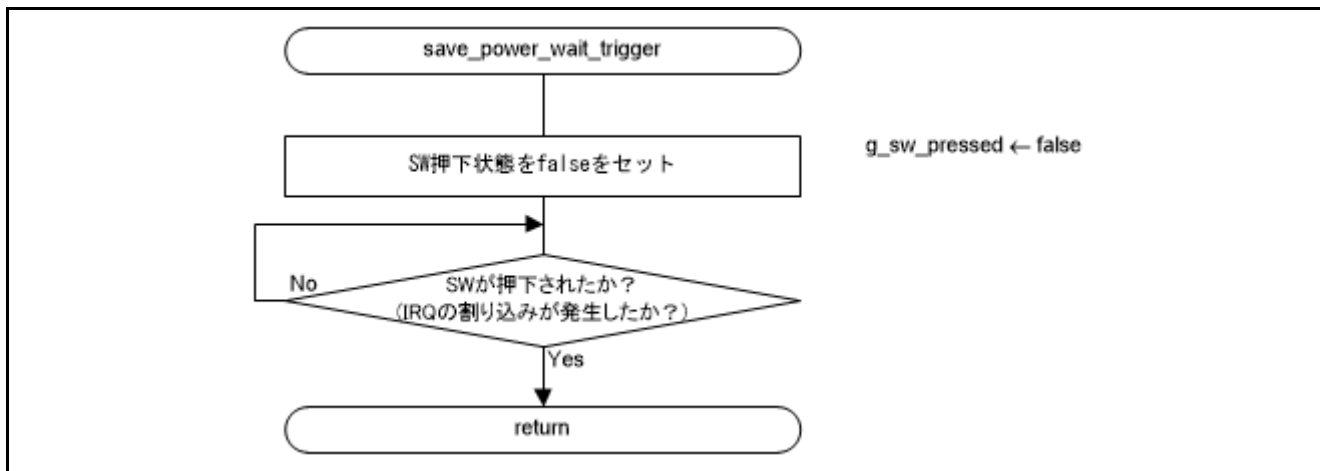 save_power_wait_trigger
SW押下状態をfalseをセット
g_sw_pressed ← false
No
SWが押下されたか？
(IRQの割り込みが発生したか？)
Yes
return